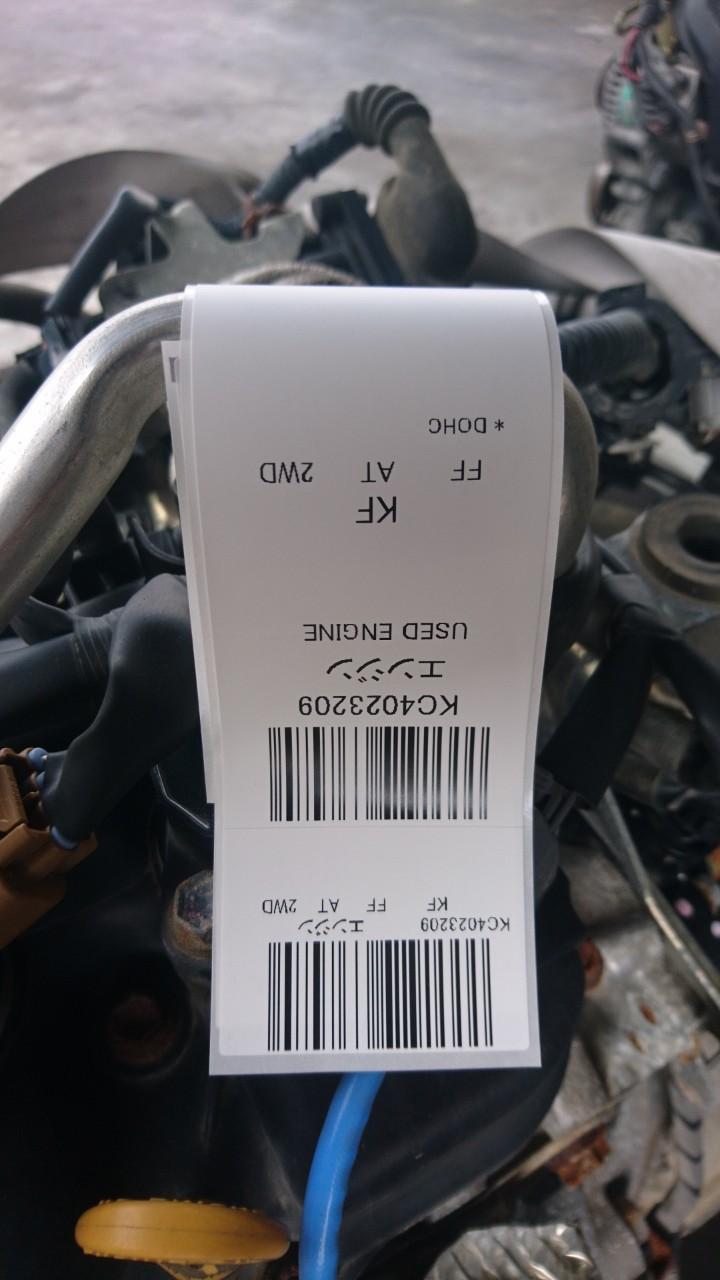 KC4023209 エンジン
KF FF AT 2WD
KC4023209
エンジン
USED ENGINE
KF
FF AT 2WD
* DOHC